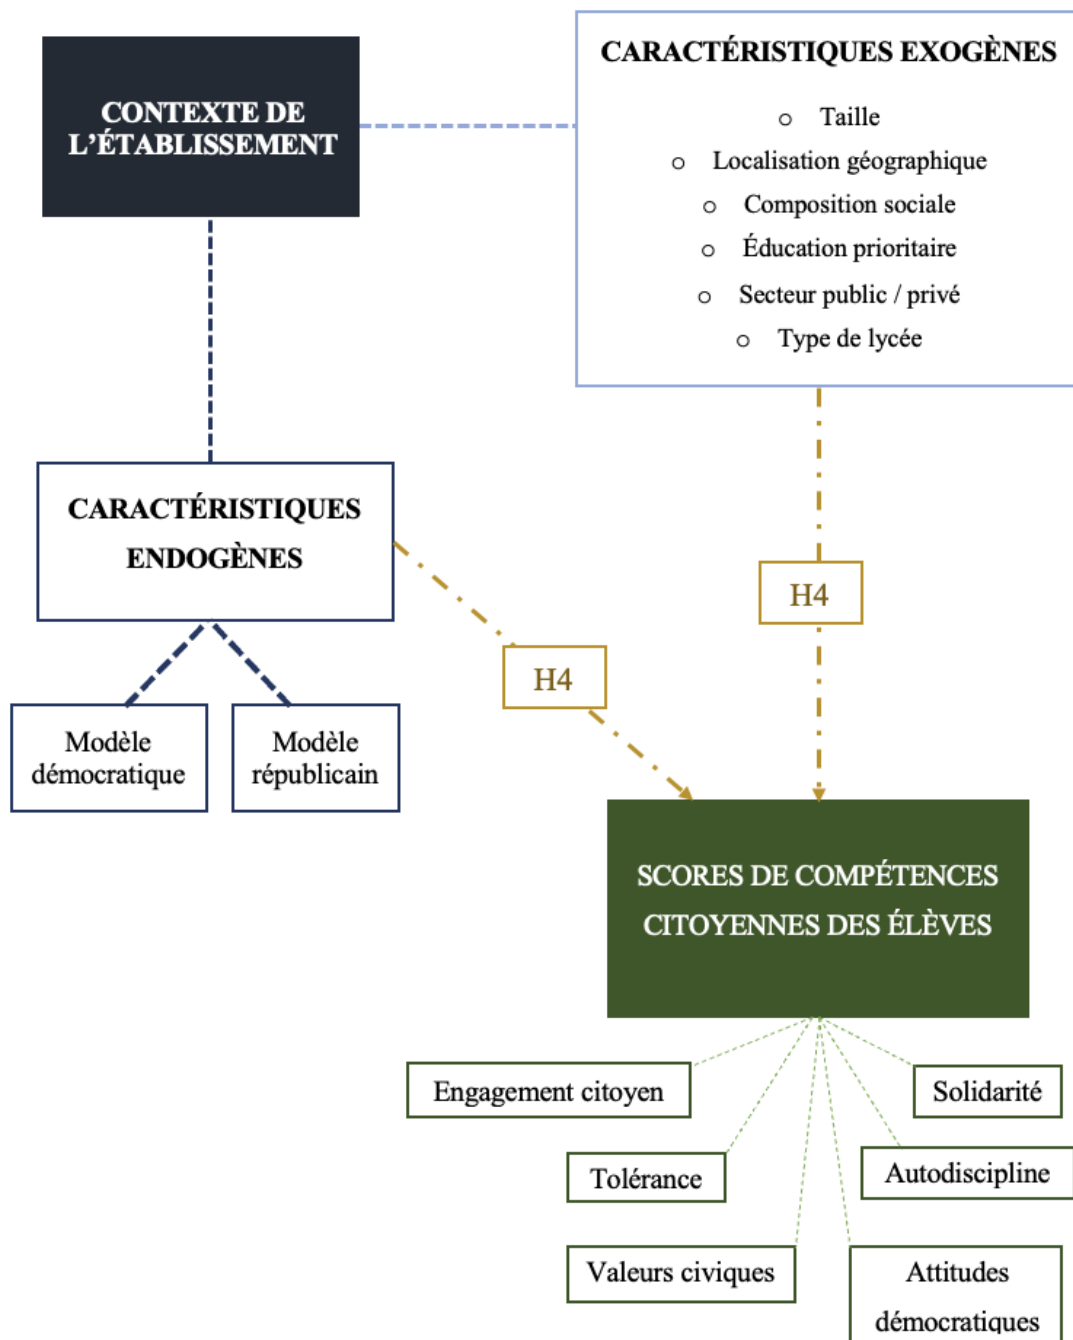 CONTEXTE DE
L'ÉTABLISSEMENT
CARACTÉRISTIQUES EXOGÈNES
o Taille
o Localisation géographique
o Composition sociale
o Éducation prioritaire
o Secteur public / privé
o Type de lycée
CARACTÉRISTIQUES
ENDOGÈNES
H4
H4
Modèle
démocratique
Modèle
républicain
SCORES DE COMPÉTENCES
CITOYENNES DES ÉLÈVES
Engagement citoyen
Solidarité
Tolérance
Autodiscipline
Valeurs civiques
Attitudes
démocratiques